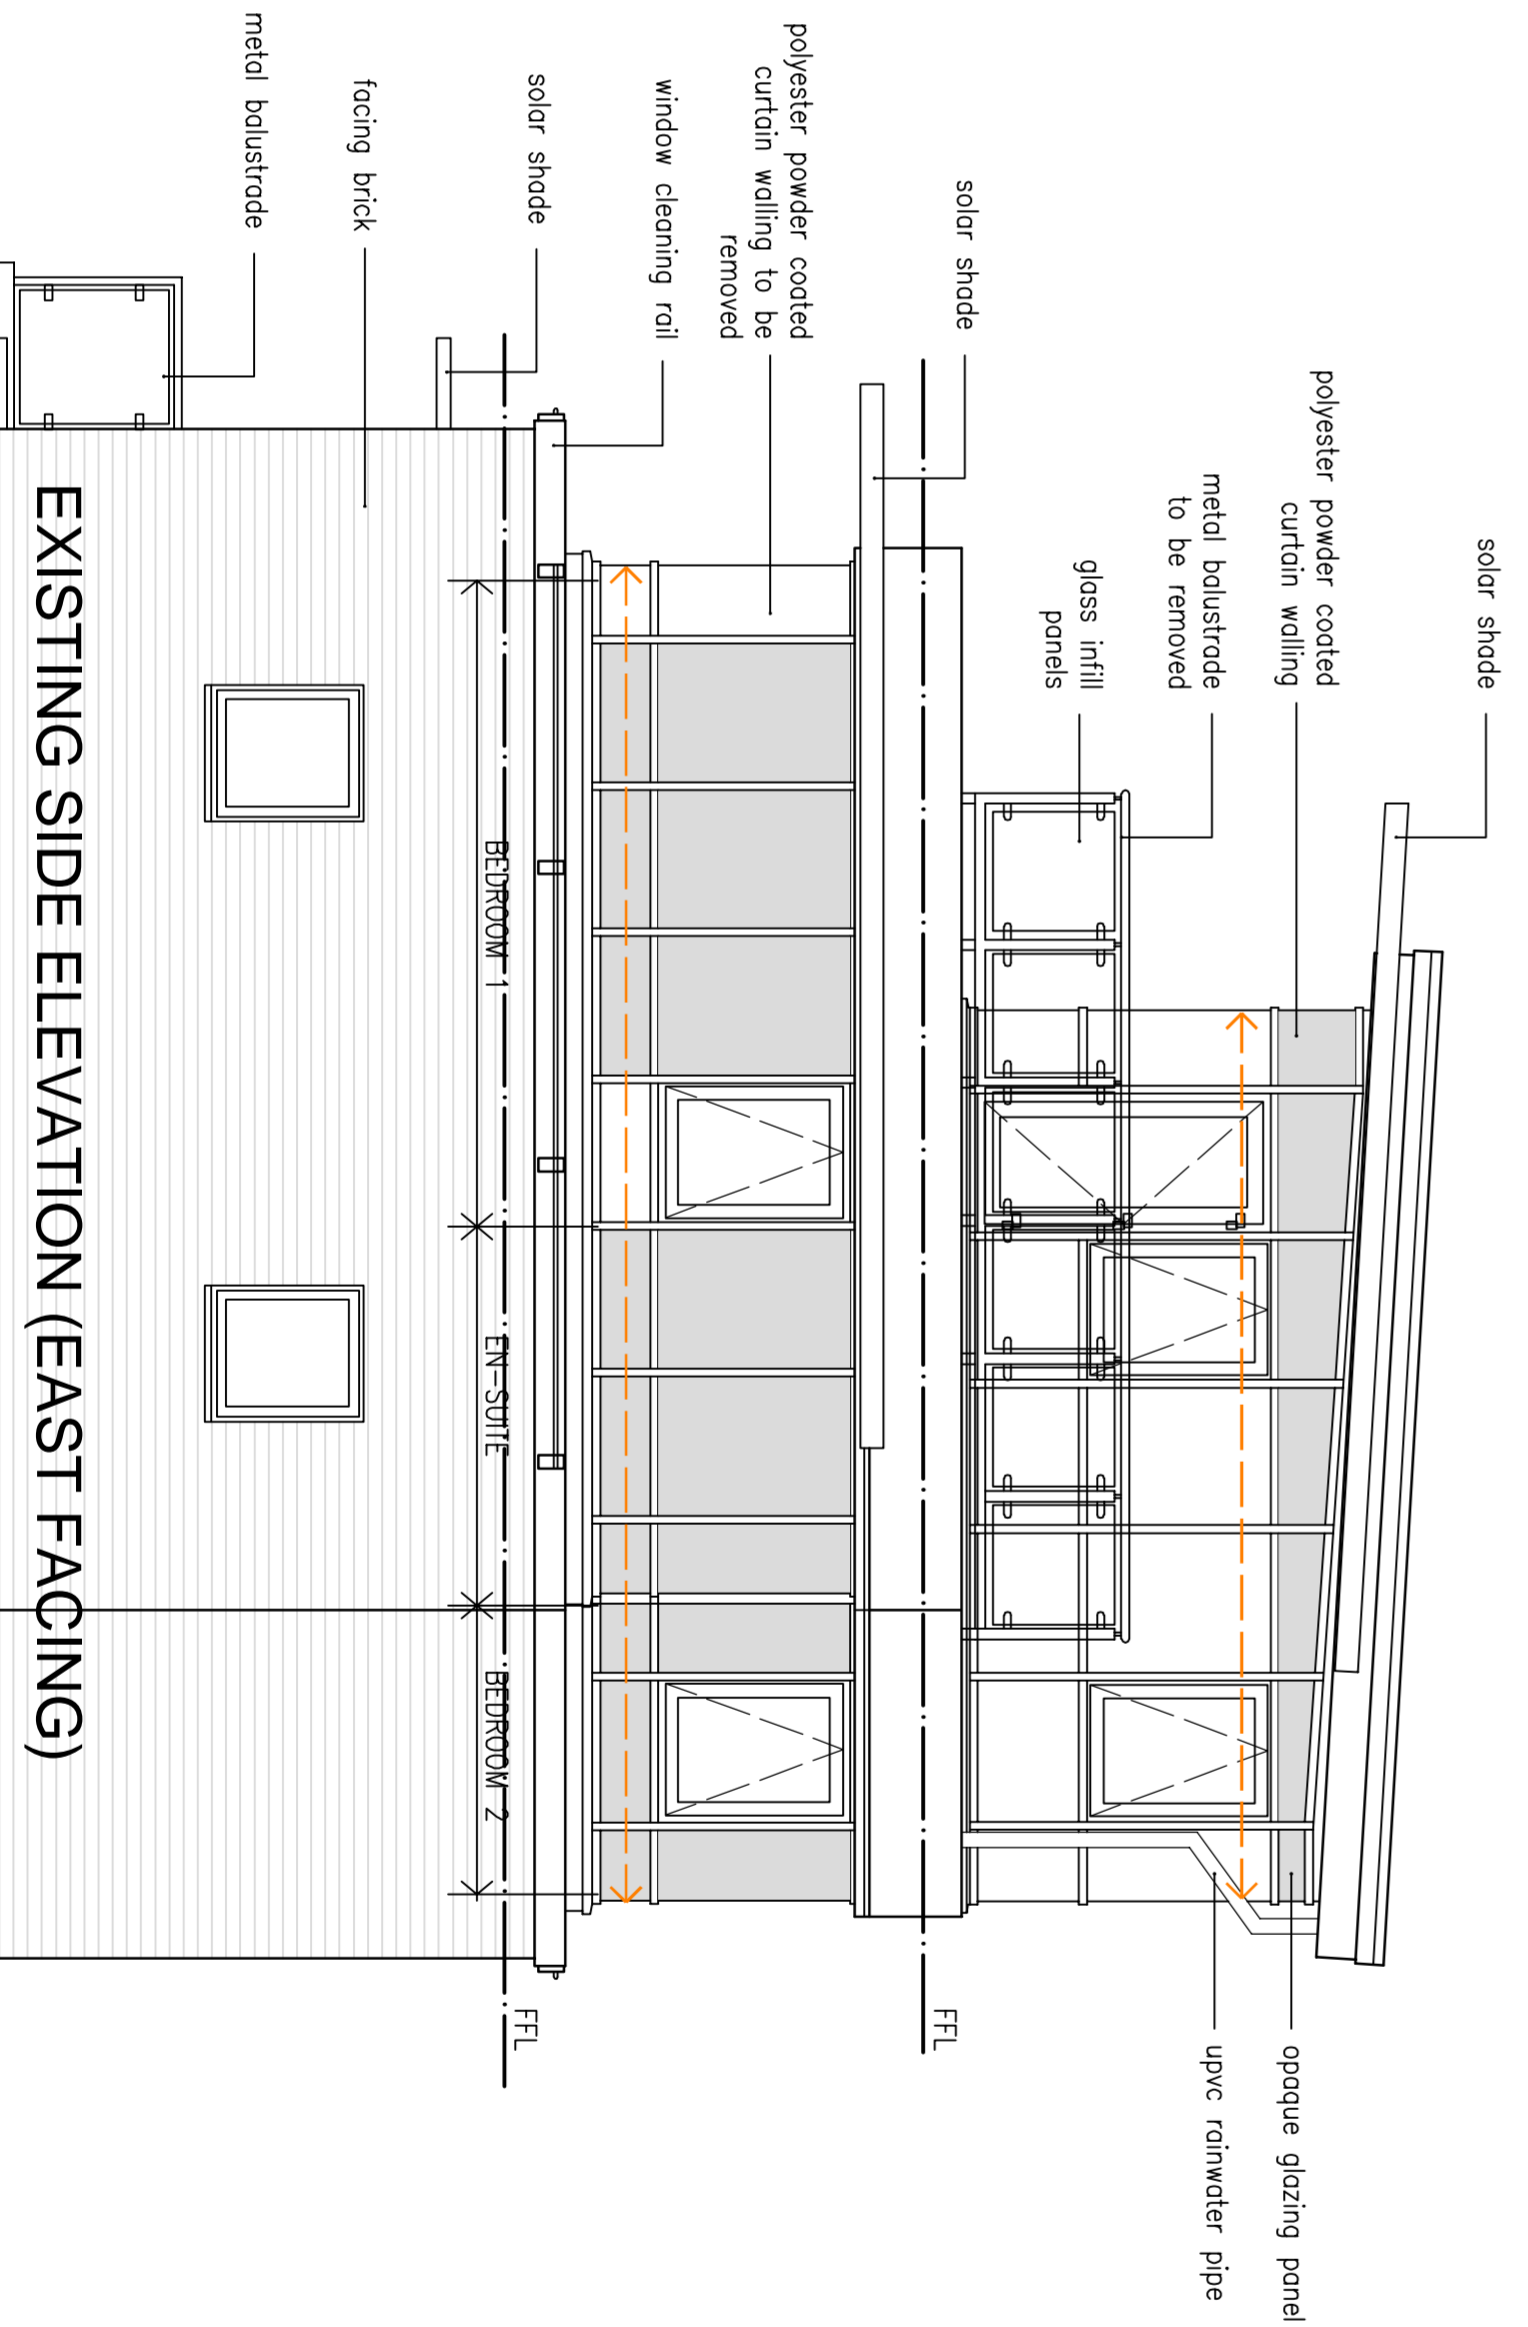 solar shade
polyester powder coated
curtain walling
metal balustrade
to be removed
glass infill
panels
solar shade
polyester powder coated
curtain walling to be
removed
window cleaning rail
solar shade
facing brick
metal balustrade
opaque glazing panel
upvc rainwater pipe
FFL
FFL
BEDROOM 1
EN-SUITE
BEDROOM 2
EXISTING SIDE ELEVATION (EAST FACING)